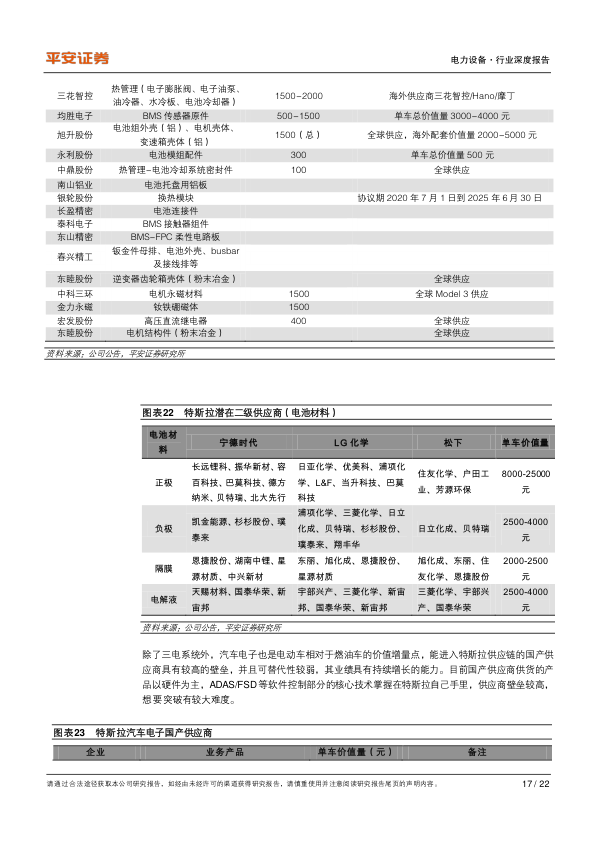 平安证券
电力设备·行业深度报告
三花智控 热管理（电子膨胀阀、电子油泵、油冷器、水冷板、电池冷却器） 1500~2000 海外供应商三花智控/Hano/摩丁
均胜电子 BMS 传感器原件 500~1500 单车总价值量 3000~4000 元
旭升股份 电池组外壳（铝）、电机壳体、变速箱壳体（铝） 1500（总） 全球供应，海外配套价值量 2000~5000 元
永利股份 电池模组配件 300 单车总价值 500 元
中鼎股份 热管理-电池冷却系统密封件 100 全球供应
南山铝业 电池托盘用铝板
银轮股份 换热模块 协议期 2020 年 7 月 1 日到 2025 年 6 月 30 日
长盈精密 电池连接件
泰科电子 BMS 接触器组件
东山精密 BMS-FPC 柔性电路板
春兴精工 钣金件母排、电池外壳、busbar 及接线排等
东睦股份 逆变器齿轮箱壳体（粉末冶金） 全球供应
中科三环 电机永磁材料 1500 全球 Model 3 供应
金力永磁 钕铁硼磁体 1500
宏发股份 高压直流继电器 400 全球供应
东睦股份 电机结构件（粉末冶金） 全球供应
资料来源：公司公告，平安证券研究所
图表22 特斯拉潜在二级供应商（电池材料）
电池材料 宁德时代 LG 化学 松下 单车价值量
正极 长远锂科、振华新材、容百科技、巴莫科技、德方纳米、贝特瑞、北大先行 日亚化学、优美科、浦项化学、L&F、当升科技、巴莫科技 住友化学、户田工业、芳源环保 8000-25000 元
负极 凯金能源、杉杉股份、璞泰来 浦项化学、三菱化学、日立化成、贝特瑞、杉杉股份、璞泰来、翔丰华 日立化成、贝特瑞 2500-4000 元
隔膜 恩捷股份、湖南中锂、星源材质、中兴新材 东丽、旭化成、恩捷股份、星源材质 旭化成、东丽、住友化学、恩捷股份 2000-2500 元
电解液 天赐材料、国泰华荣、新宙邦 宇部兴产、三菱化学、新宙邦、国泰华荣、新宙邦 三菱化学、宇部兴产、国泰华荣 2500-4000 元
资料来源：公司公告，平安证券研究所
除了三电系统外，汽车电子也是电动车相对于燃油车的价值增量点，能进入特斯拉供应链的国产供
应商具有较高的壁垒，并且可替代性较弱，其业绩具有持续增长的能力。目前国产供应商供货的产
品以硬件为主，ADAS/FSD 等软件控制部分的核心技术掌握在特斯拉自己手里，供应商壁垒较高，
想要突破有较大难度。
图表23 特斯拉汽车电子国产供应商
企业 业务产品 单车价值量（元） 备注
请通过合法途径获取本公司研究报告，如经由未经许可的渠道获得研究报告，请慎重使用并注意阅读研究报告尾页的声明内容。
17 / 22